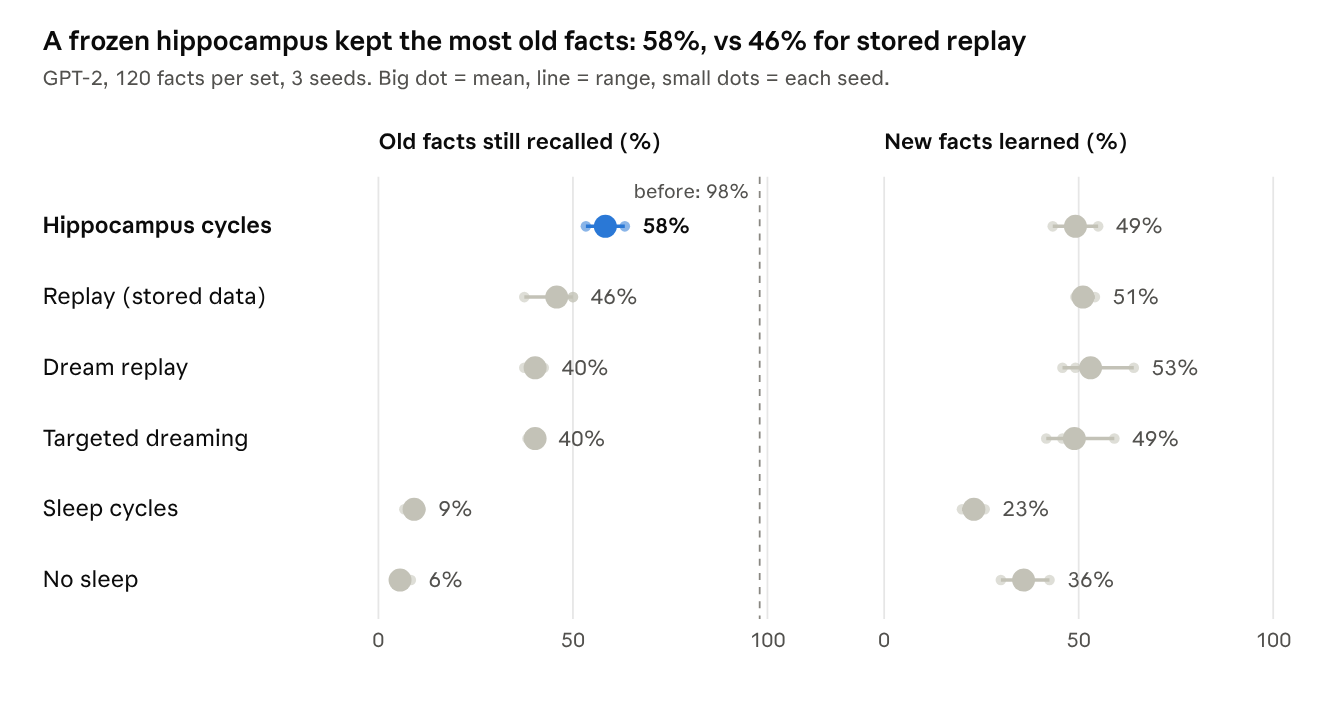 A frozen hippocampus kept the most old facts: 58%, vs 46% for stored replay
GPT-2, 120 facts per set, 3 seeds. Big dot = mean, line = range, small dots = each seed.
Old facts still recalled (%)
New facts learned (%)
before: 98%
Hippocampus cycles
58%
49%
Replay (stored data)
46%
51%
Dream replay
40%
53%
Targeted dreaming
40%
49%
Sleep cycles
9%
23%
No sleep
6%
36%
0
50
100
0
50
100